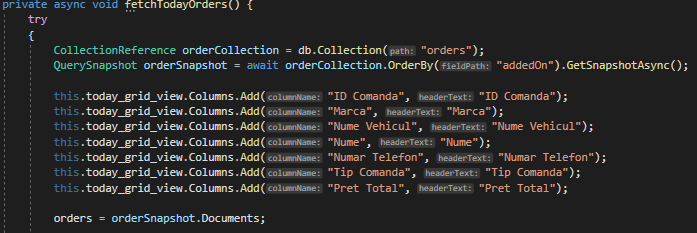 private async void fetchTodayOrders() {
try
{
CollectionReference orderCollection = db.Collection(path: "orders");
QuerySnapshot orderSnapshot = await orderCollection.OrderBy(fieldPath: "addedOn").GetSnapshotAsync();
this.today_grid_view.Columns.Add(columnName: "ID Comanda", headerText: "ID Comanda");
this.today_grid_view.Columns.Add(columnName: "Marca", headerText: "Marca");
this.today_grid_view.Columns.Add(columnName: "Nume Vehicul", headerText: "Nume Vehicul");
this.today_grid_view.Columns.Add(columnName: "Nume", headerText: "Nume");
this.today_grid_view.Columns.Add(columnName: "Numar Telefon", headerText: "Numar Telefon");
this.today_grid_view.Columns.Add(columnName: "Tip Comanda", headerText: "Tip Comanda");
this.today_grid_view.Columns.Add(columnName: "Pret Total", headerText: "Pret Total");
orders = orderSnapshot.Documents;